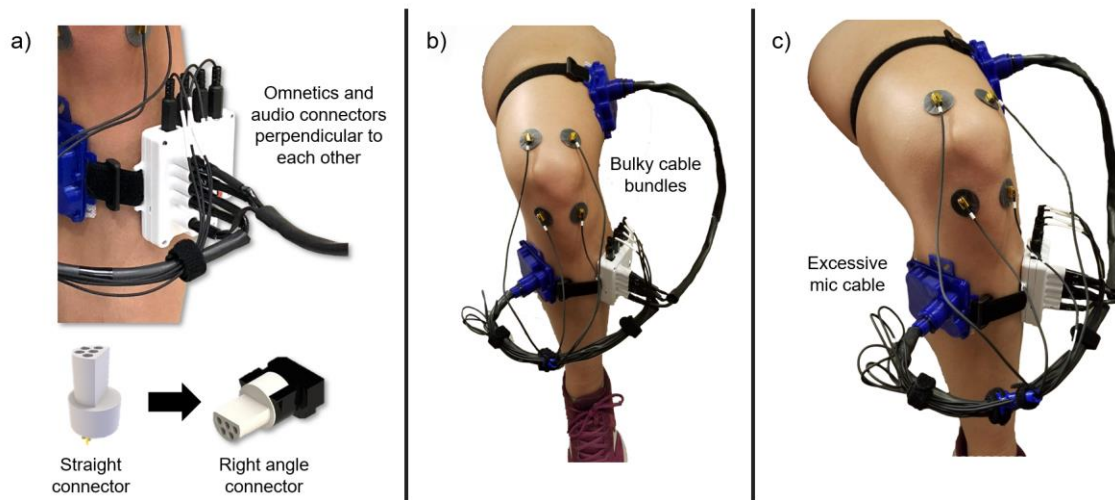 a)
Omnetics and
audio connectors
perpendicular to
each other
Straight
connector
Right angle
connector
b)
Bulky cable
bundles
c)
Excessive
mic cable